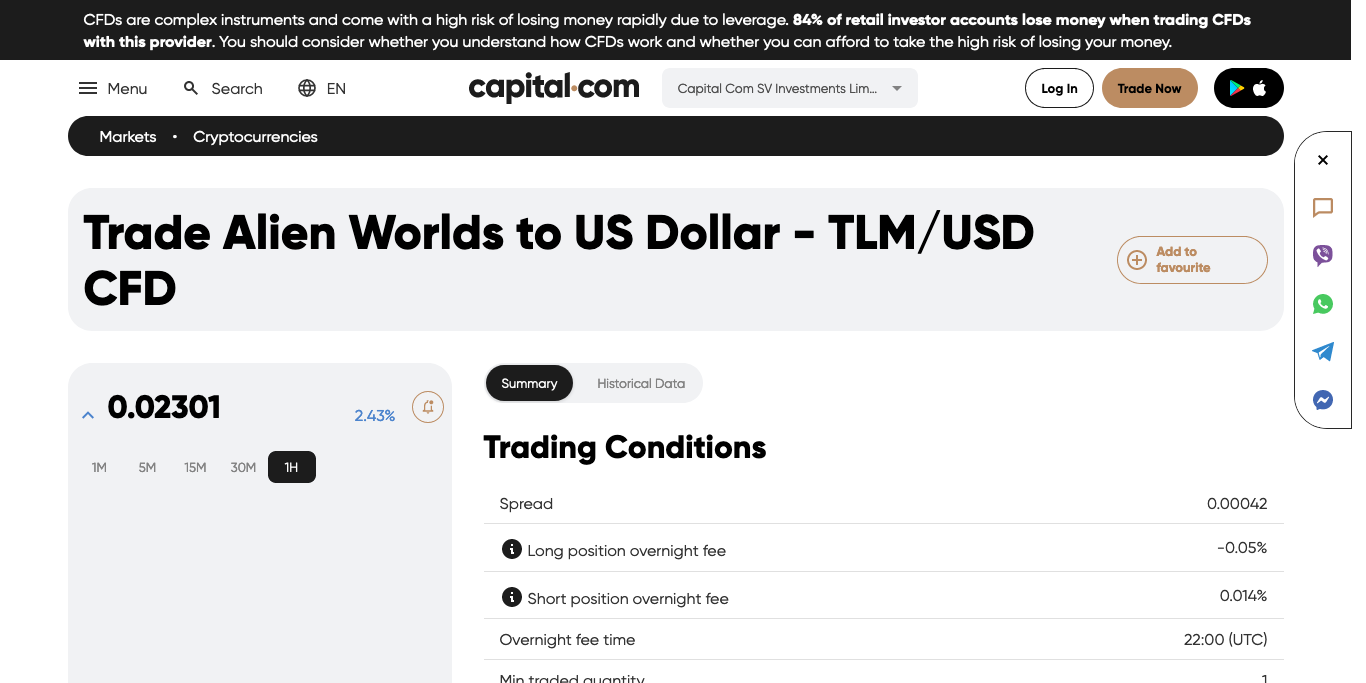 CFDs are complex instruments and come with a high risk of losing money rapidly due to leverage. 84% of retail investor accounts lose money when trading CFDs
with this provider. You should consider whether you understand how CFDs work and whether you can afford to take the high risk of losing your money.
Menu Search EN capital.com Capital Com SV Investments Lim... Log In Trade Now
Markets • Cryptocurrencies
Trade Alien Worlds to US Dollar - TLM/USD
CFD
Add to
favourite
0.02301 2.43%
1M 5M 15M 30M 1H
Summary Historical Data
Trading Conditions
Spread 0.00042
Long position overnight fee -0.05%
Short position overnight fee 0.014%
Overnight fee time 22:00 (UTC)
Min traded quantity 1